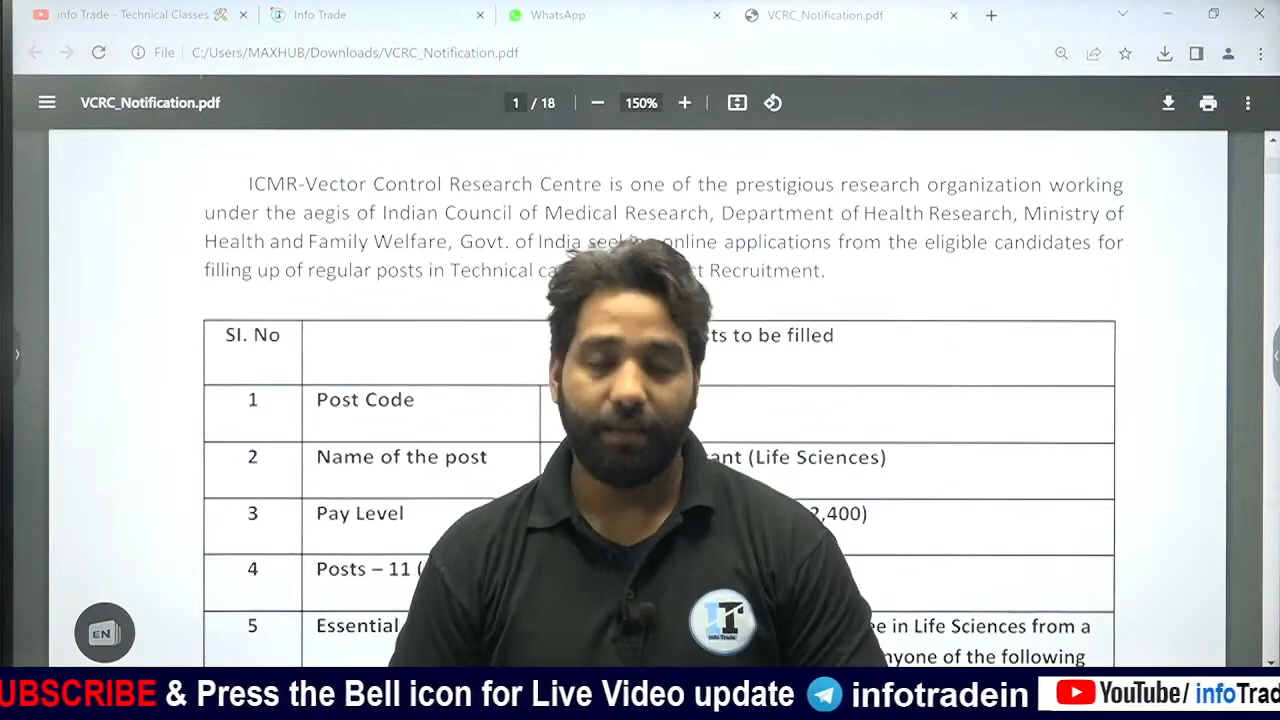 info Trade - Technical Classes
Info Trade
WhatsApp
VCRC_Notification.pdf
File
C:/Users/MAXHUB/Downloads/VCRC_Notification.pdf
VCRC_Notification.pdf
1 / 18
150%
ICMR-Vector Control Research Centre is one of the prestigious research organization working
under the aegis of Indian Council of Medical Research, Department of Health Research, Ministry of
Health and Family Welfare, Govt. of India online applications from the eligible candidates for
filling up of regular posts in Technical Recruitment.
Sl. No
to be filled
1 Post Code
2 Name of the post (Life Sciences)
3 Pay Level 2,400)
4 Posts – 11 (
5 Essential in Life Sciences from a
of the following
EN
IT
Info Trade
UBSCRIBE & Press the Bell icon for Live Video update infotradein YouTube/ infoTrad